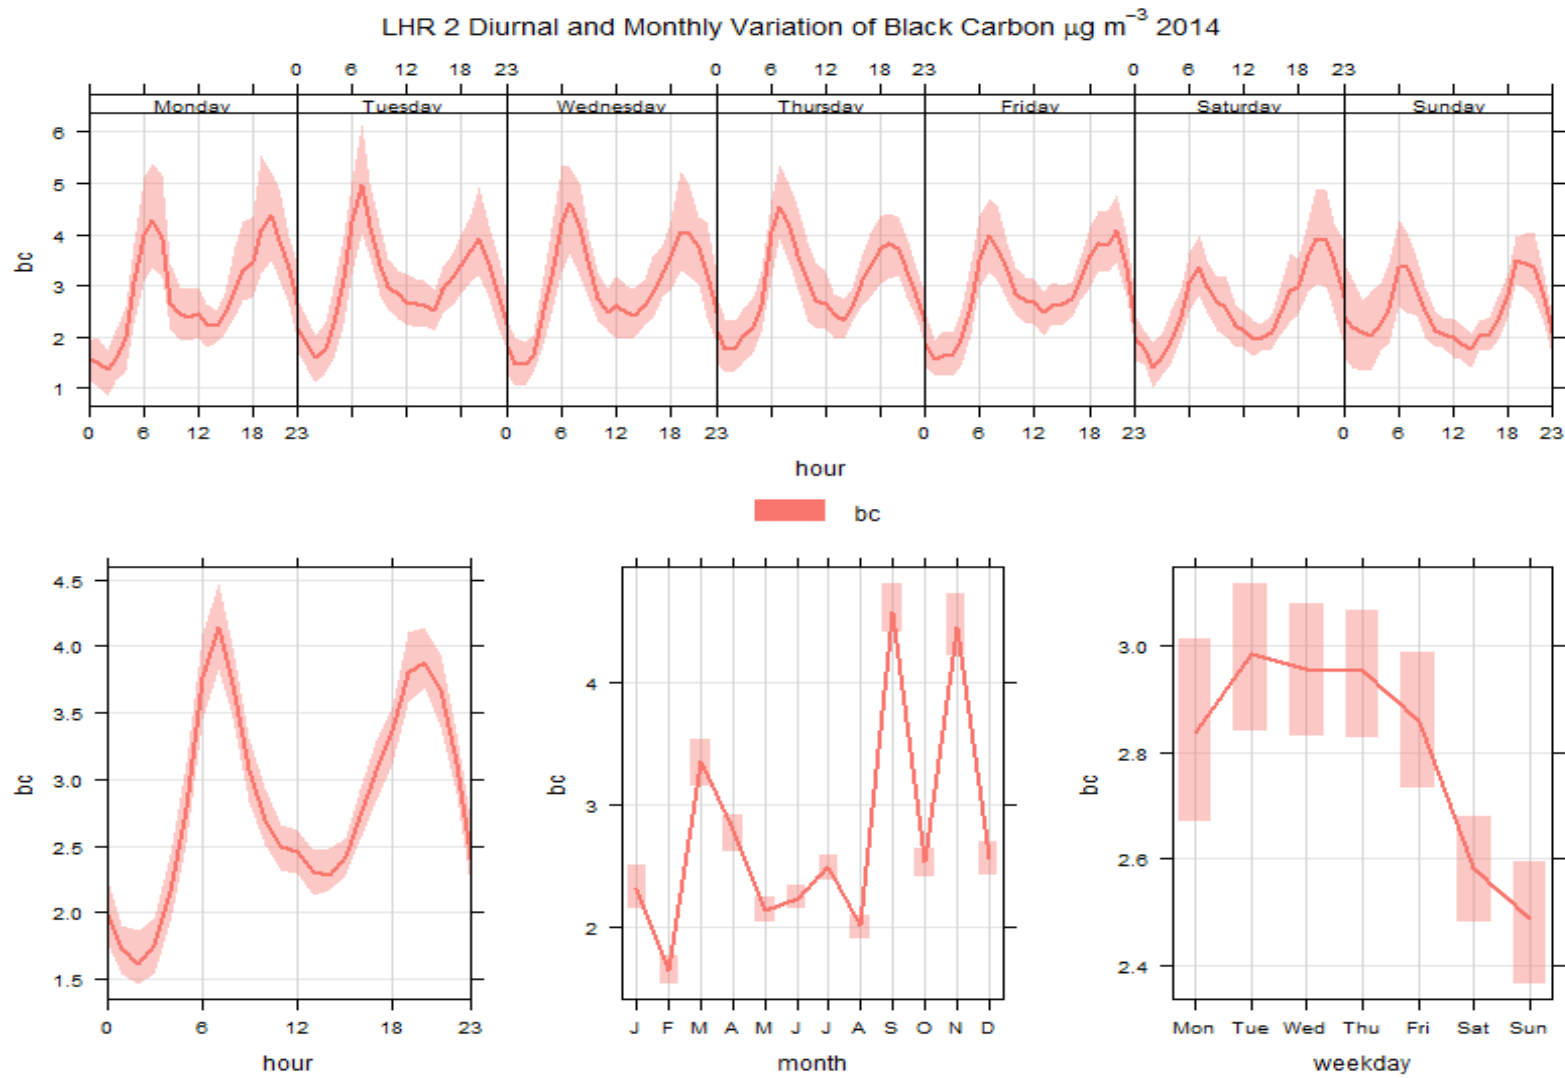 LHR 2 Diurnal and Monthly Variation of Black Carbon μg m⁻³ 2014
0 6 12 18 23 0 6 12 18 23 0 6 12 18 23
Monday Tuesday Wednesday Thursday Friday Saturday Sunday
6
5
4
3
2
1
bc
0 6 12 18 23 0 6 12 18 23 0 6 12 18 23 0 6 12 18 23
hour
bc
4.5
4.0
3.5
3.0
2.5
2.0
1.5
bc
0 6 12 18 23
hour
4
3
2
bc
J F M A M J J A S O N D
month
3.0
2.8
2.6
2.4
bc
Mon Tue Wed Thu Fri Sat Sun
weekday